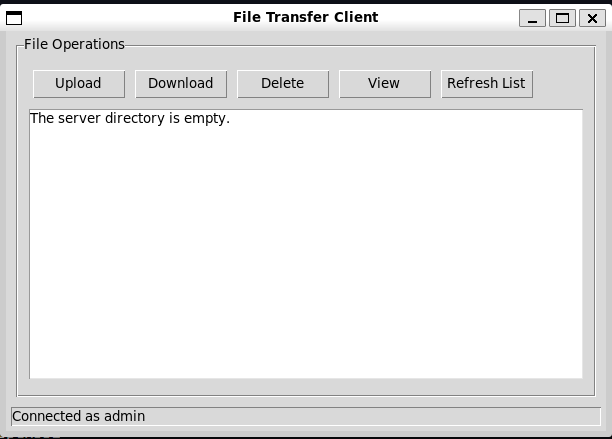 File Transfer Client
File Operations
Upload Download Delete View Refresh List
The server directory is empty.
Connected as admin